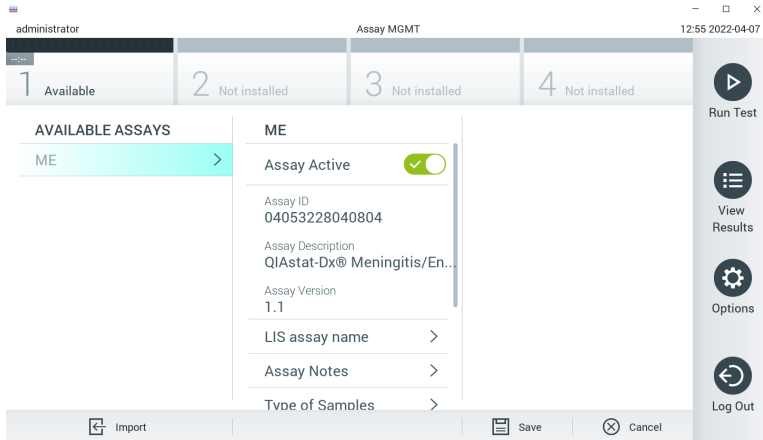 administrator
Assay MGMT
12:55 2022-04-07
--:--
1 Available
2 Not installed
3 Not installed
4 Not installed
Run Test
View
Results
Options
Log Out
AVAILABLE ASSAYS
ME
ME
Assay Active
Assay ID
04053228040804
Assay Description
QIAstat-Dx® Meningitis/En...
Assay Version
1.1
LIS assay name
Assay Notes
Type of Samples
Import
Save
Cancel